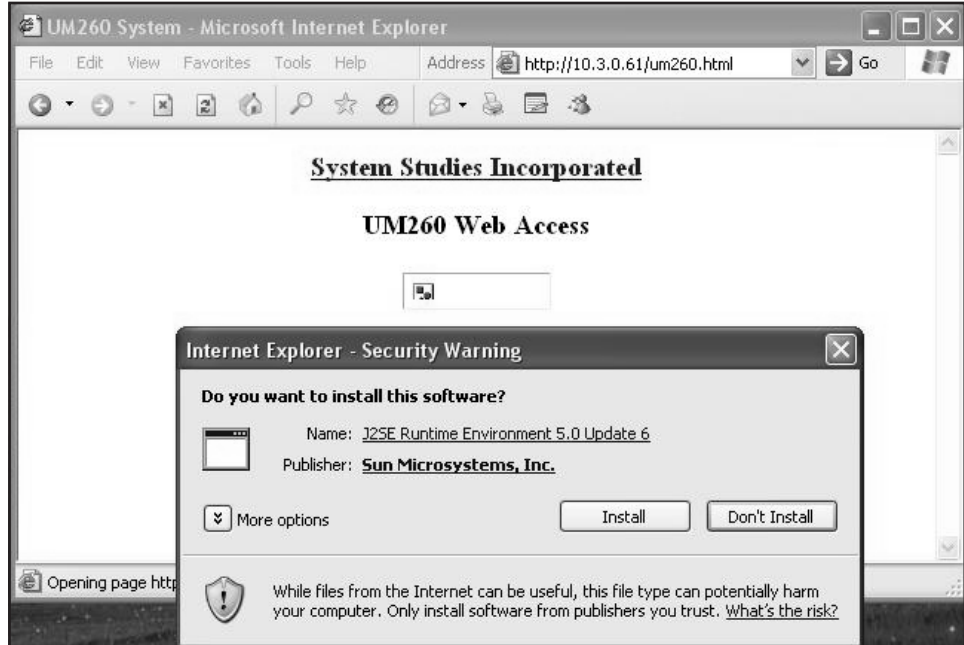 UM260 System - Microsoft Internet Explorer
File Edit View Favorites Tools Help Address http://10.3.0.61/um260.html Go
System Studies Incorporated
UM260 Web Access
Internet Explorer - Security Warning
Do you want to install this software?
Name: J2SE Runtime Environment 5.0 Update 6
Publisher: Sun Microsystems, Inc.
More options Install Don't Install
Opening page http
While files from the Internet can be useful, this file type can potentially harm
your computer. Only install software from publishers you trust. What's the risk?